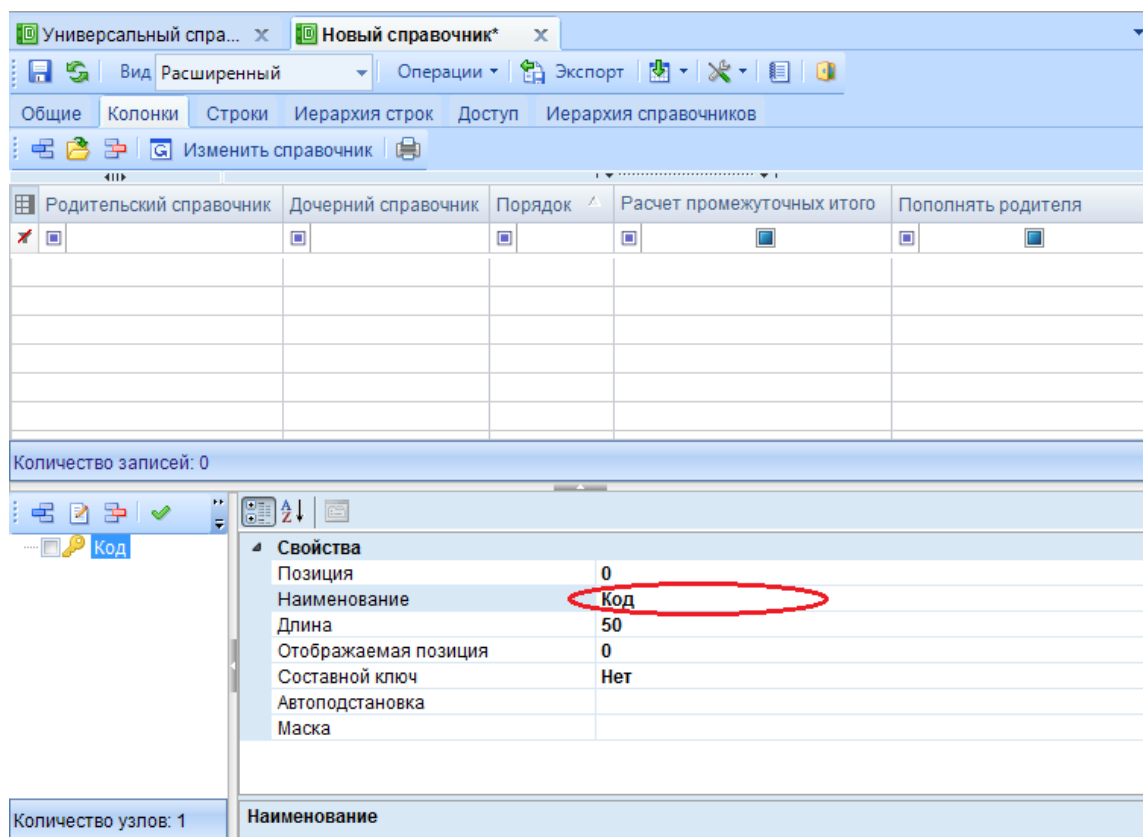 Универсальный спра... Новый справочник*
Вид Расширенный Операции Экспорт
Общие Колонки Строки Иерархия строк Доступ Иерархия справочников
Изменить справочник
Родительский справочник Дочерний справочник Порядок Расчет промежуточных итого Пополнять родителя
Количество записей: 0
Код
Свойства
Позиция 0
Наименование Код
Длина 50
Отображаемая позиция 0
Составной ключ Нет
Автоподстановка
Маска
Количество узлов: 1
Наименование